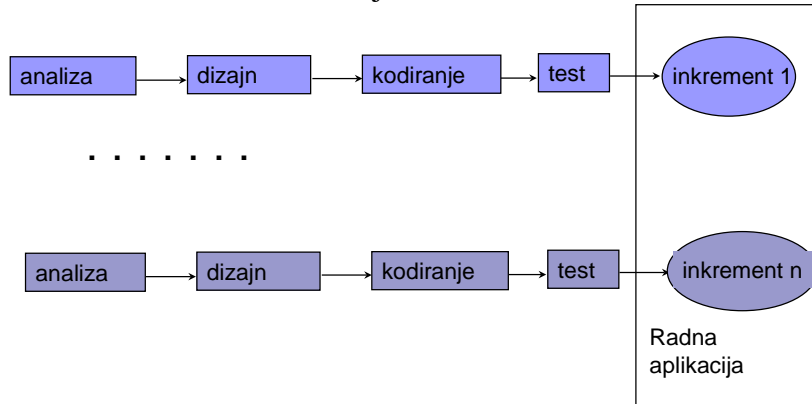 analiza
dizajn
kodiranje
test
inkrement 1
. . . . . . .
analiza
dizajn
kodiranje
test
inkrement n
Radna
aplikacija